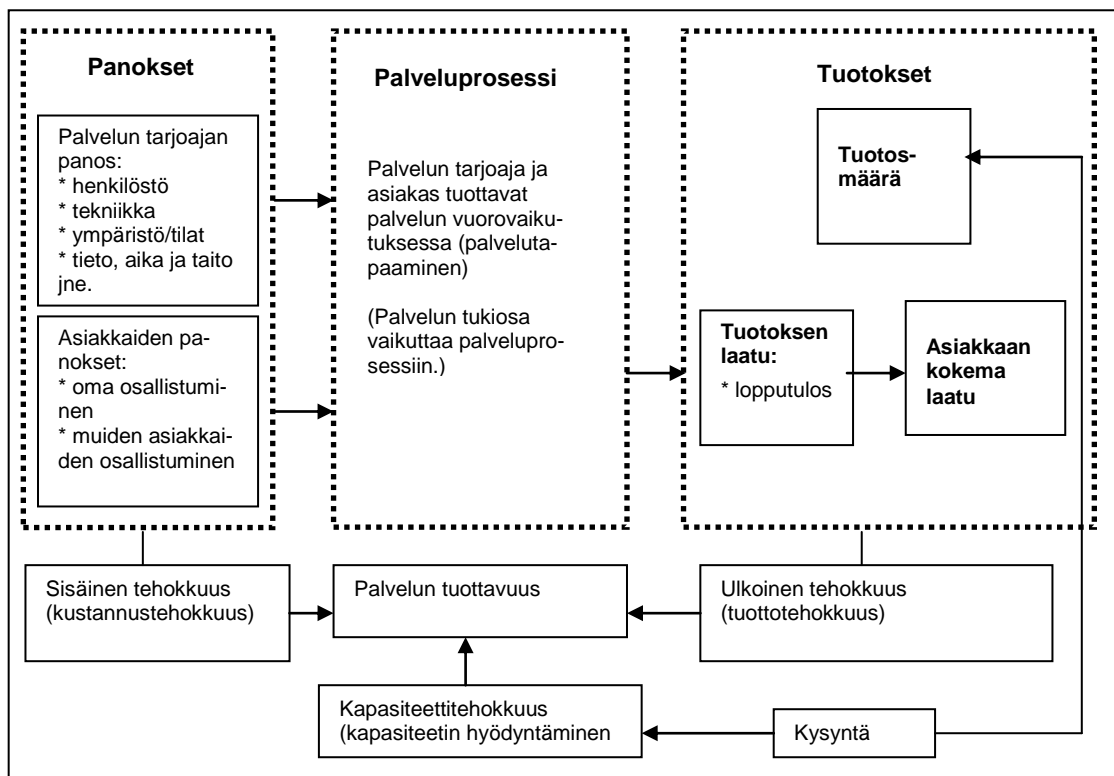 Panokset
Palvelun tarjoajan
panos:
* henkilöstö
* tekniikka
* ympäristö/tilat
* tieto, aika ja taito
jne.
Asiakkaiden pa-
nokset:
* oma osallistumi-
nen
* muiden asiakkai-
den osallistuminen
Palveluprosessi
Palvelun tarjoaja ja
asiakas tuottavat
palvelun vuorovaiku-
tuksessa (palveluta-
paaminen)
(Palvelun tukiosa
vaikuttaa palvelupro-
sessiin.)
Tuotokset
Tuotos-
määrä
Tuotoksen
laatu:
* lopputulos
Asiakkaan
kokema
laatu
Sisäinen tehokkuus
(kustannustehokkuus)
Palvelun tuottavuus
Ulkoinen tehokkuus
(tuottotehokkuus)
Kapasiteettitehokkuus
(kapasiteetin hyödyntäminen
Kysyntä